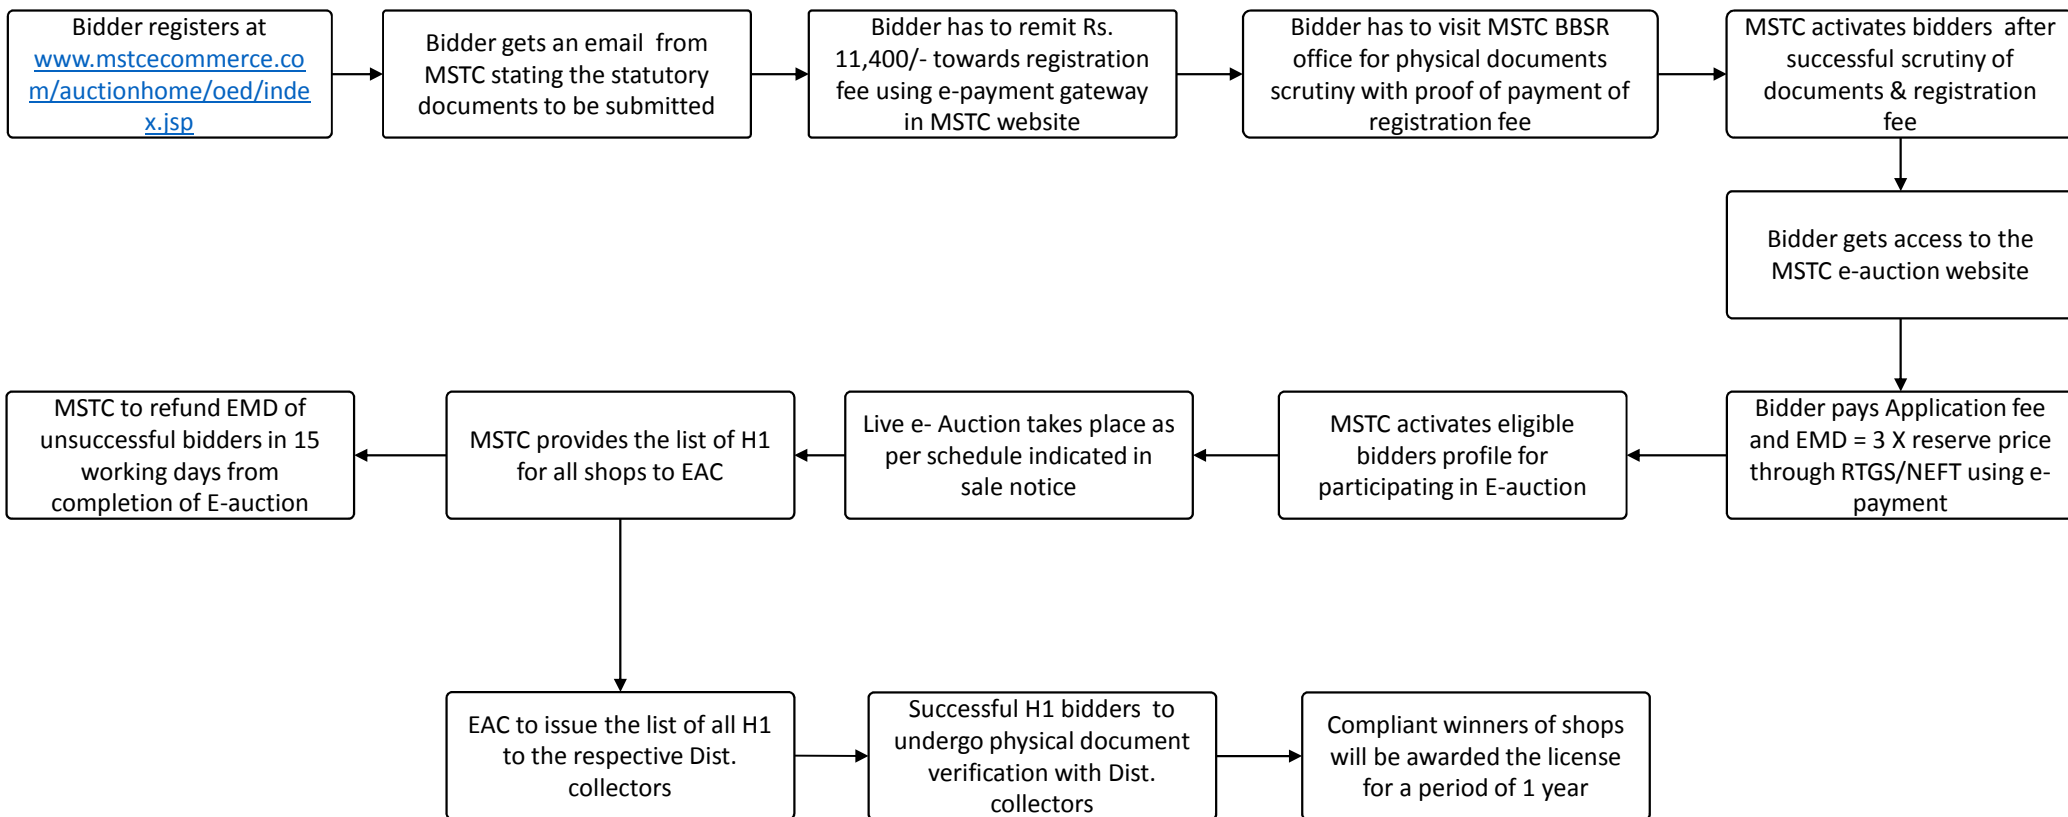 Bidder registers at
www.mstcecommerce.co
m/auctionhome/oed/inde
x.jsp
Bidder gets an email from
MSTC stating the statutory
documents to be submitted
Bidder has to remit Rs.
11,400/- towards registration
fee using e-payment gateway
in MSTC website
Bidder has to visit MSTC BBSR
office for physical documents
scrutiny with proof of payment of
registration fee
MSTC activates bidders after
successful scrutiny of
documents & registration
fee
Bidder gets access to the
MSTC e-auction website
Bidder pays Application fee
and EMD = 3 X reserve price
through RTGS/NEFT using e-
payment
MSTC activates eligible
bidders profile for
participating in E-auction
Live e- Auction takes place as
per schedule indicated in
sale notice
MSTC provides the list of H1
for all shops to EAC
MSTC to refund EMD of
unsuccessful bidders in 15
working days from
completion of E-auction
EAC to issue the list of all H1
to the respective Dist.
collectors
Successful H1 bidders to
undergo physical document
verification with Dist.
collectors
Compliant winners of shops
will be awarded the license
for a period of 1 year